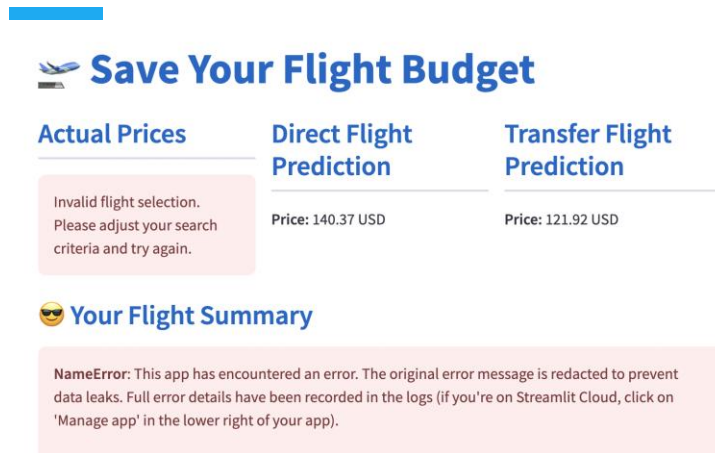 Save Your Flight Budget
Actual Prices
Invalid flight selection.
Please adjust your search
criteria and try again.
Direct Flight
Prediction
Price: 140.37 USD
Transfer Flight
Prediction
Price: 121.92 USD
Your Flight Summary
NameError: This app has encountered an error. The original error message is redacted to prevent
data leaks. Full error details have been recorded in the logs (if you're on Streamlit Cloud, click on
'Manage app' in the lower right of your app).